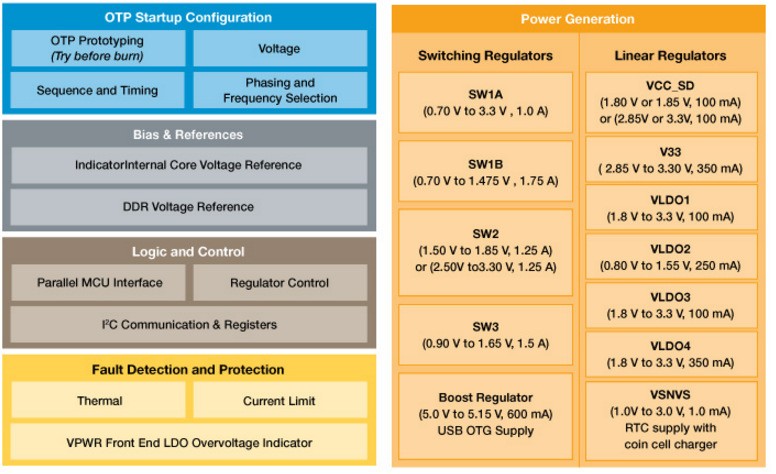 OTP Startup Configuration
OTP Prototyping
(Try before burn)
Voltage
Sequence and Timing
Phasing and
Frequency Selection
Bias & References
IndicatorInternal Core Voltage Reference
DDR Voltage Reference
Logic and Control
Parallel MCU Interface
Regulator Control
I²C Communication & Registers
Fault Detection and Protection
Thermal
Current Limit
VPWR Front End LDO Overvoltage Indicator
Power Generation
Switching Regulators
SW1A
(0.70 V to 3.3 V , 1.0 A)
SW1B
(0.70 V to 1.475 V , 1.75 A)
SW2
(1.50 V to 1.85 V, 1.25 A)
or (2.50V to3.30 V, 1.25 A)
SW3
(0.90 V to 1.65 V, 1.5 A)
Boost Regulator
(5.0 V to 5.15 V, 600 mA)
USB OTG Supply
Linear Regulators
VCC_SD
(1.80 V or 1.85 V, 100 mA)
or (2.85V or 3.3V, 100 mA)
V33
( 2.85 V to 3.30 V, 350 mA)
VLDO1
(1.8 V to 3.3 V, 100 mA)
VLDO2
(0.80 V to 1.55 V, 250 mA)
VLDO3
(1.8 V to 3.3 V, 100 mA)
VLDO4
(1.8 V to 3.3 V, 350 mA)
VSNVS
(1.0V to 3.0 V, 1.0 mA)
RTC supply with
coin cell charger